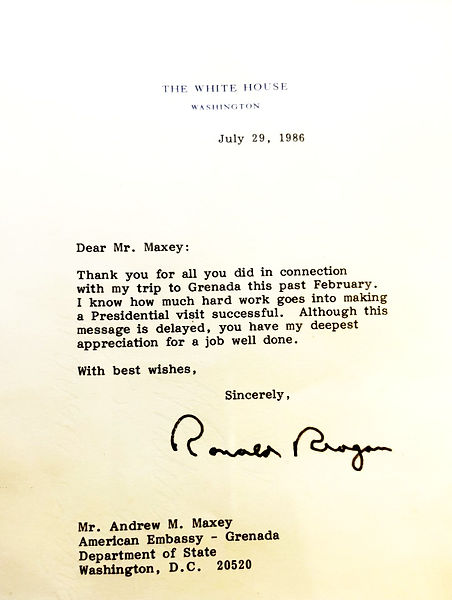 THE WHITE HOUSE
WASHINGTON
July 29, 1986
Dear Mr. Maxey:
Thank you for all you did in connection
with my trip to Grenada this past February.
I know how much hard work goes into making
a Presidential visit successful.  Although this
message is delayed, you have my deepest
appreciation for a job well done.
With best wishes,
Sincerely,
Ronald Reagan
Mr. Andrew M. Maxey
American Embassy - Grenada
Department of State
Washington, D.C.  20520